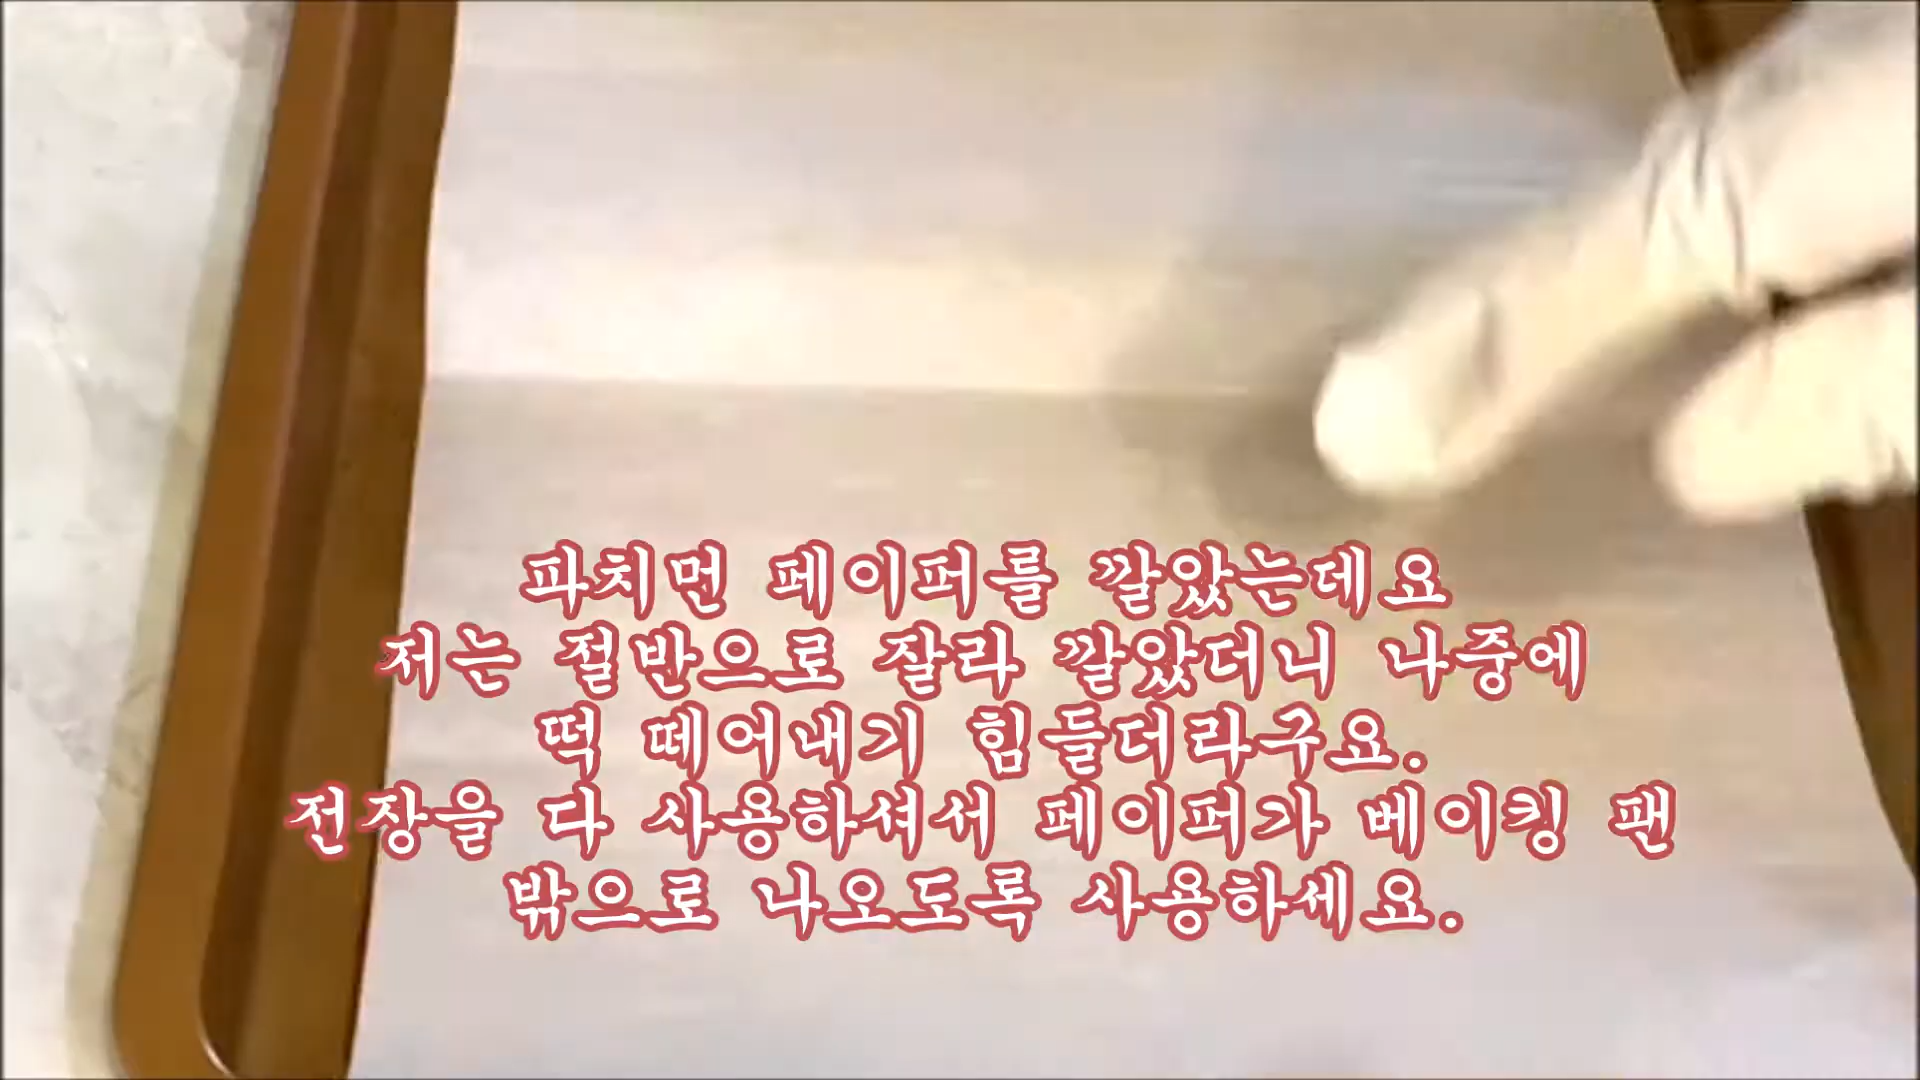 파치먼 페이퍼를 깔았는데요
저는 절반으로 잘라 깔았더니 나중에
떡 떼어내기 힘들더라구요.
전장을 다 사용하셔서 페이퍼가 베이킹 팬
밖으로 나오도록 사용하세요.